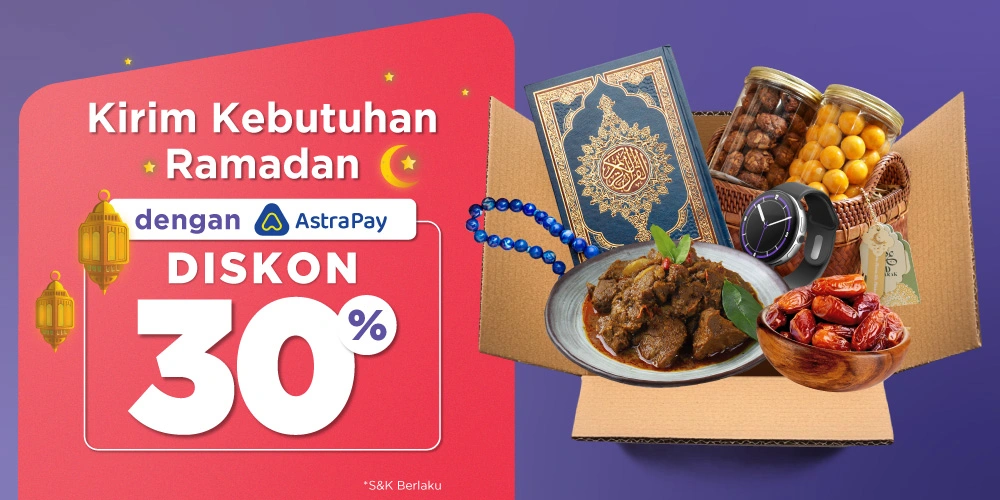 Kirim Kebutuhan
Ramadan
dengan AstraPay
DISKON
30%
*S&K Berlaku